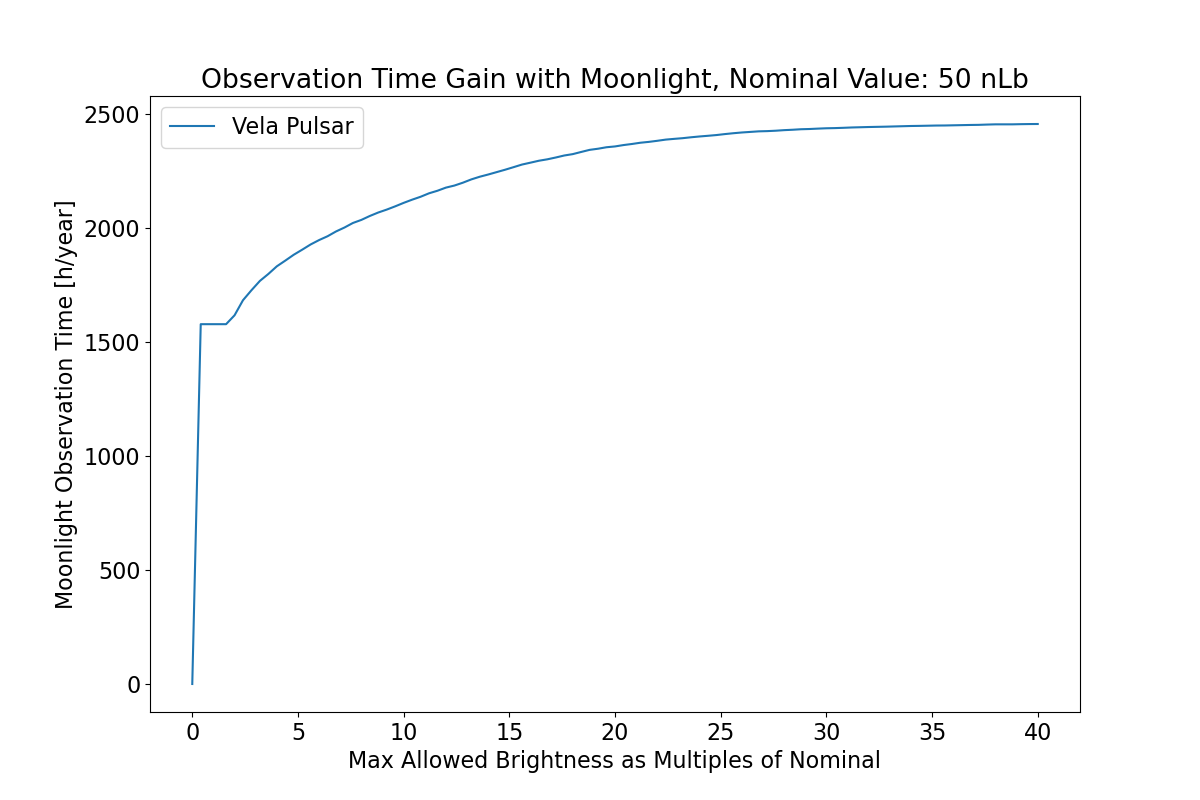 Observation Time Gain with Moonlight, Nominal Value: 50 nLb
Vela Pulsar
Moonlight Observation Time [h/year]
2500
2000
1500
1000
500
0
0 5 10 15 20 25 30 35 40
Max Allowed Brightness as Multiples of Nominal